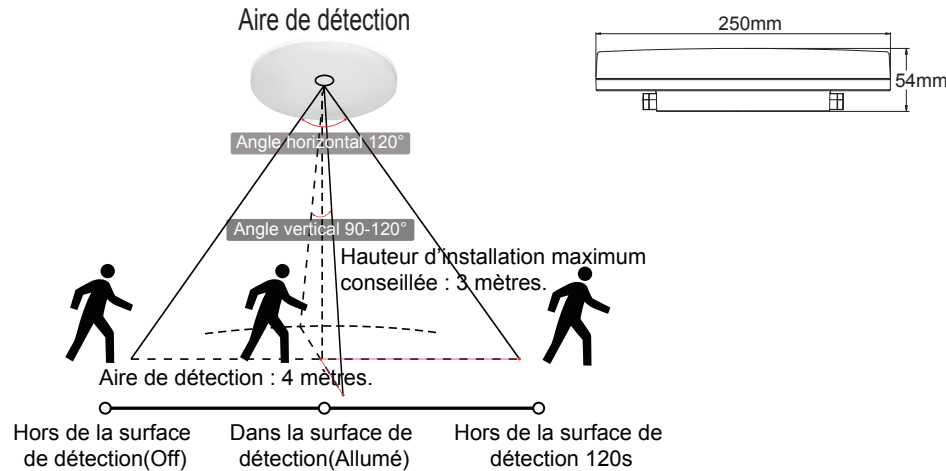 Aire de détection
250mm
54mm
Angle horizontal 120°
Angle vertical 90-120°
Hauteur d'installation maximum
conseillée : 3 mètres.
Aire de détection : 4 mètres.
Hors de la surface
de détection(Off)
Dans la surface de
détection(Allumé)
Hors de la surface de
détection 120s